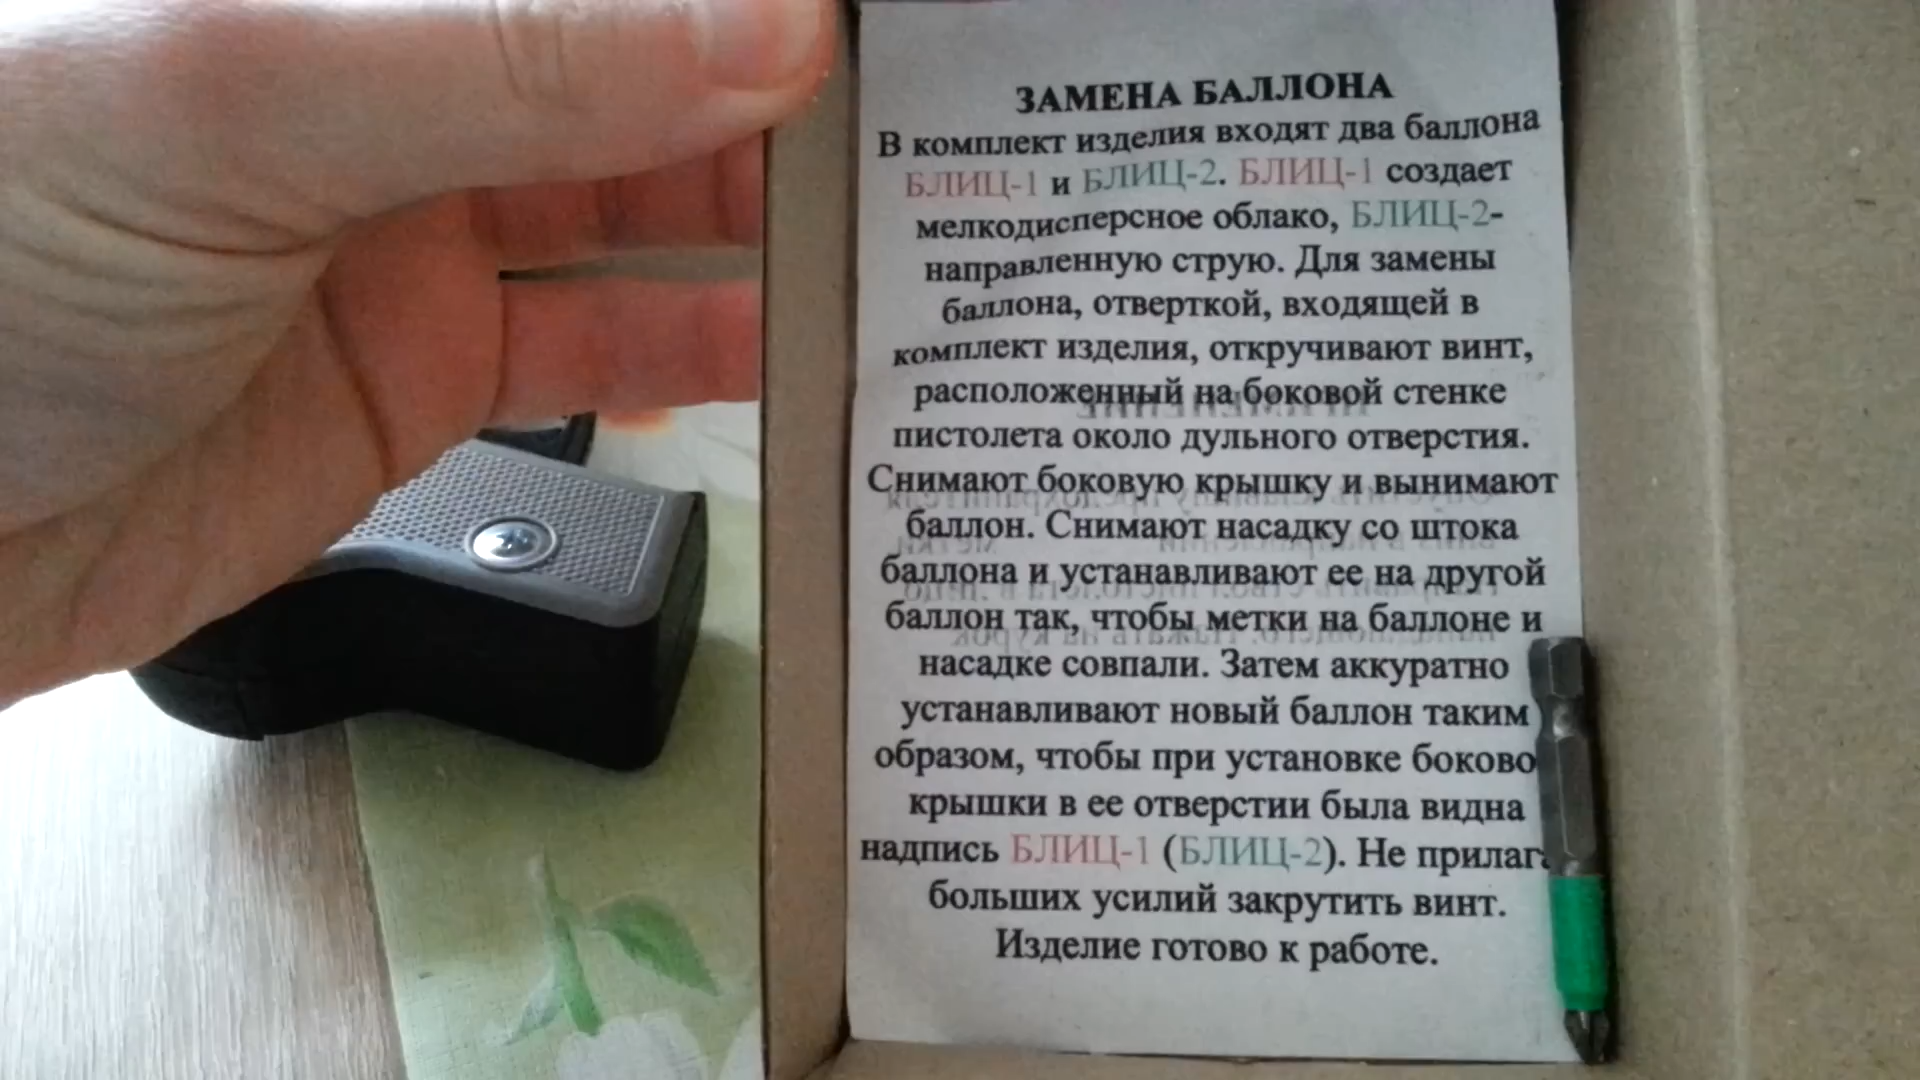 ЗАМЕНА БАЛЛОНА
В комплект изделия входят два баллона
БЛИЦ-1 и БЛИЦ-2. БЛИЦ-1 создает
мелкодисперсное облако, БЛИЦ-2-
направленную струю. Для замены
баллона, отверткой, входящей в
комплект изделия, откручивают винт,
расположенный на боковой стенке
пистолета около дульного отверстия.
Снимают боковую крышку и вынимают
баллон. Снимают насадку со штока
баллона и устанавливают ее на другой
баллон так, чтобы метки на баллоне и
насадке совпали. Затем аккуратно
устанавливают новый баллон таким
образом, чтобы при установке боково
крышки в ее отверстии была видна
надпись БЛИЦ-1 (БЛИЦ-2). Не прилага
больших усилий закрутить винт.
Изделие готово к работе.